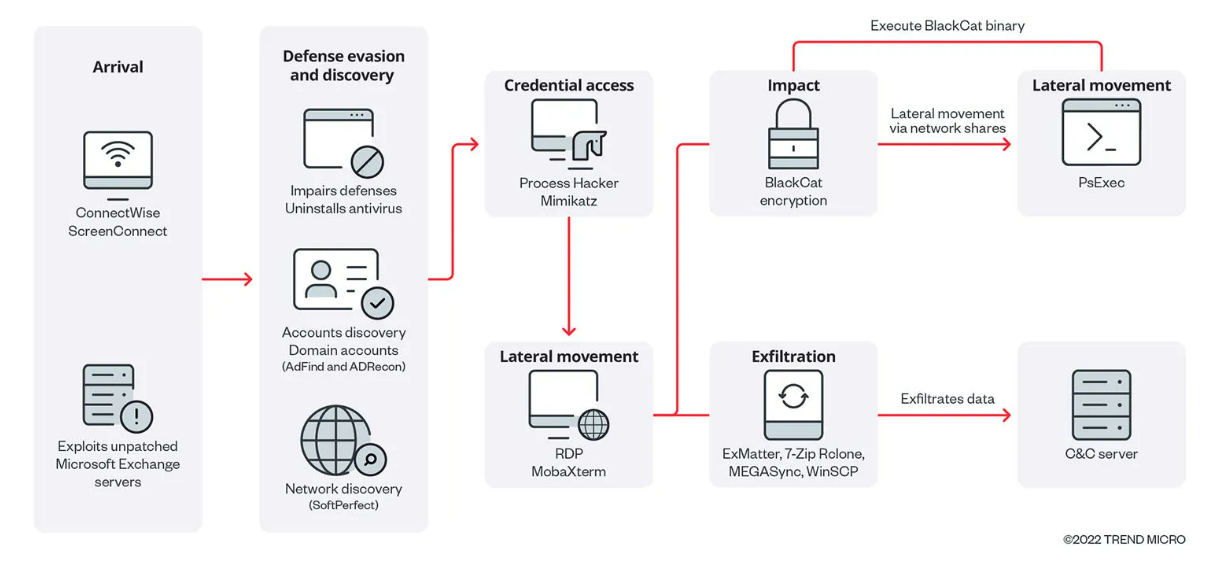 Arrival
ConnectWise
ScreenConnect
Exploits unpatched
Microsoft Exchange
servers
Defense evasion
and discovery
Impairs defenses
Uninstalls antivirus
Accounts discovery
Domain accounts
(AdFind and ADRecon)
Network discovery
(SoftPerfect)
Credential access
Process Hacker
Mimikatz
Lateral movement
RDP
MobaXterm
Execute BlackCat binary
Impact
BlackCat
encryption
Lateral movement
via network shares
Lateral movement
PsExec
Exfiltration
ExMatter, 7-Zip Rclone,
MEGASync, WinSCP
Exfiltrates data
C&C server
©2022 TREND MICRO